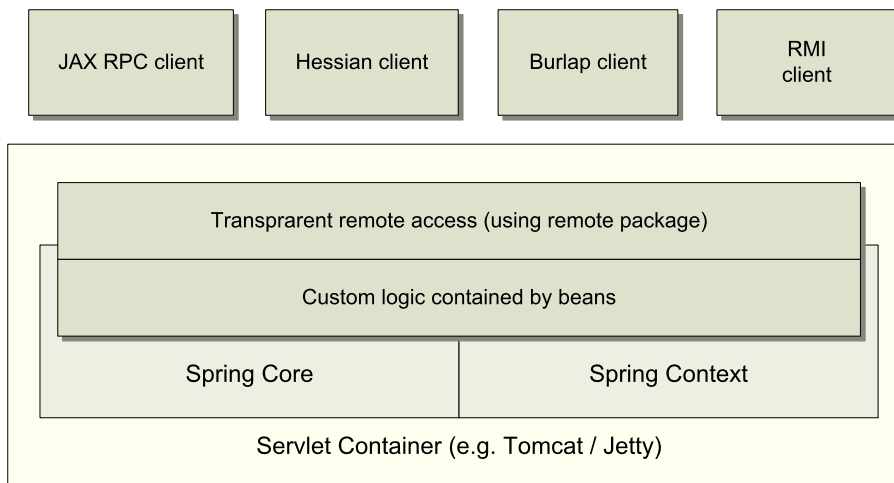 JAX RPC client
Hessian client
Burlap client
RMI
client
Transprarent remote access (using remote package)
Custom logic contained by beans
Spring Core
Spring Context
Servlet Container (e.g. Tomcat / Jetty)